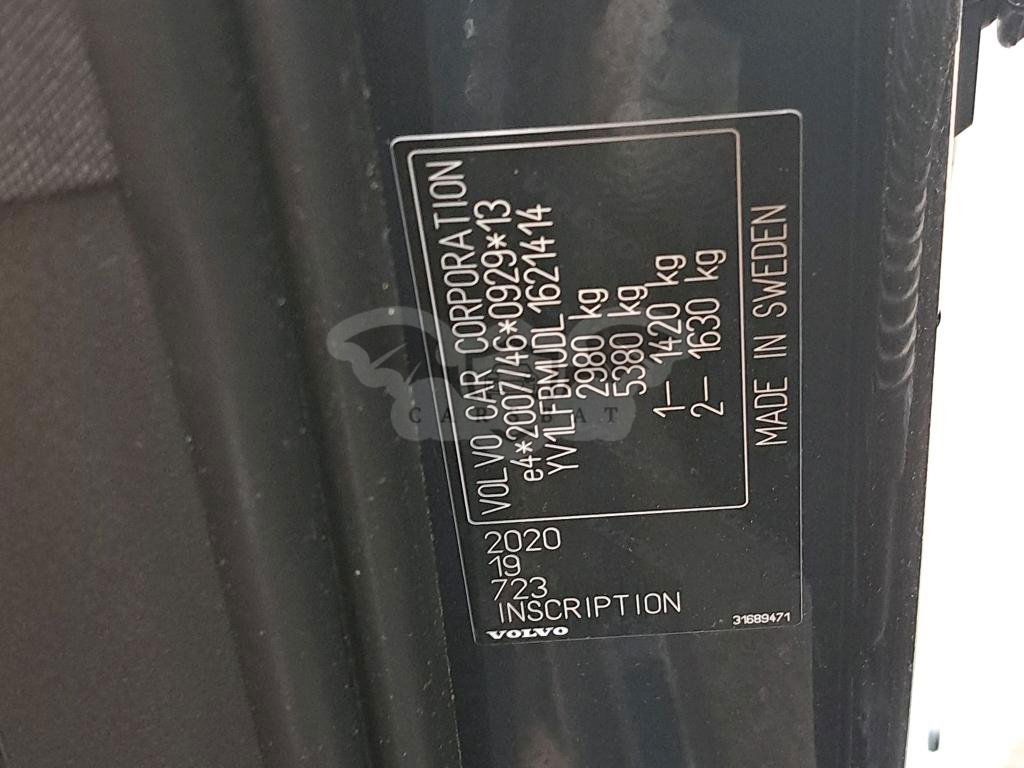 VOLVO CAR CORPORATION
e4*2007/46*0929*13
YV1LFBMUDL1621414
2980 kg
5380 kg
1– 1420 kg
2– 1630 kg
MADE IN SWEDEN
2020
19
723
INSCRIPTION
VOLVO
31689471